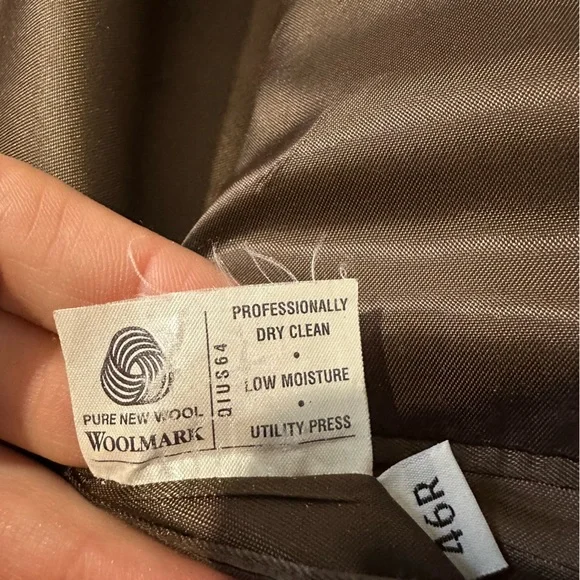 PURE NEW WOOL
WOOLMARK
QIUS64
PROFESSIONALLY
DRY CLEAN
•
LOW MOISTURE
•
UTILITY PRESS
46R